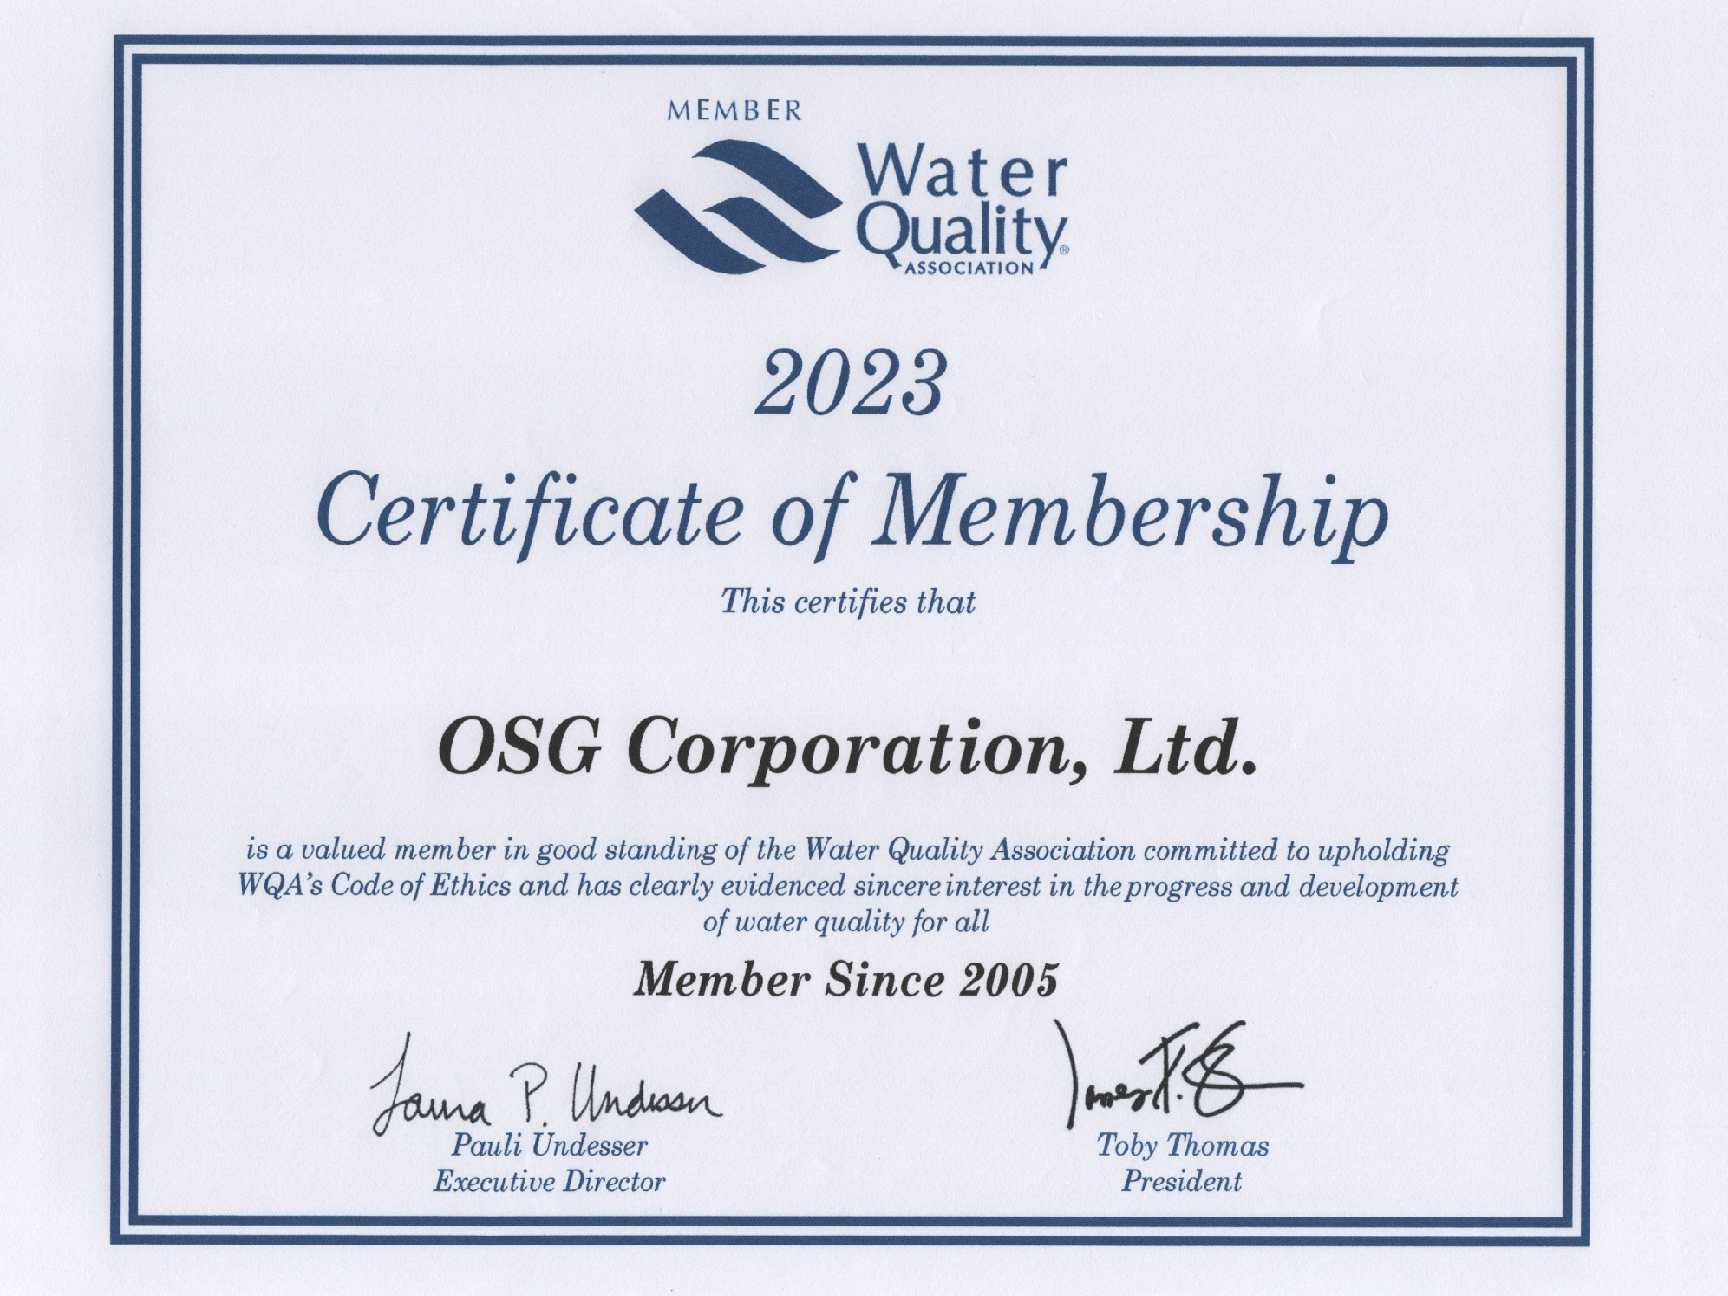 MEMBER
Water
Quality®
ASSOCIATION
2023
Certificate of Membership
This certifies that
OSG Corporation, Ltd.
is a valued member in good standing of the Water Quality Association committed to upholding
WQA's Code of Ethics and has clearly evidenced sincere interest in the progress and development
of water quality for all
Member Since 2005
Pauli Undesser
Toby Thomas
Executive Director
President